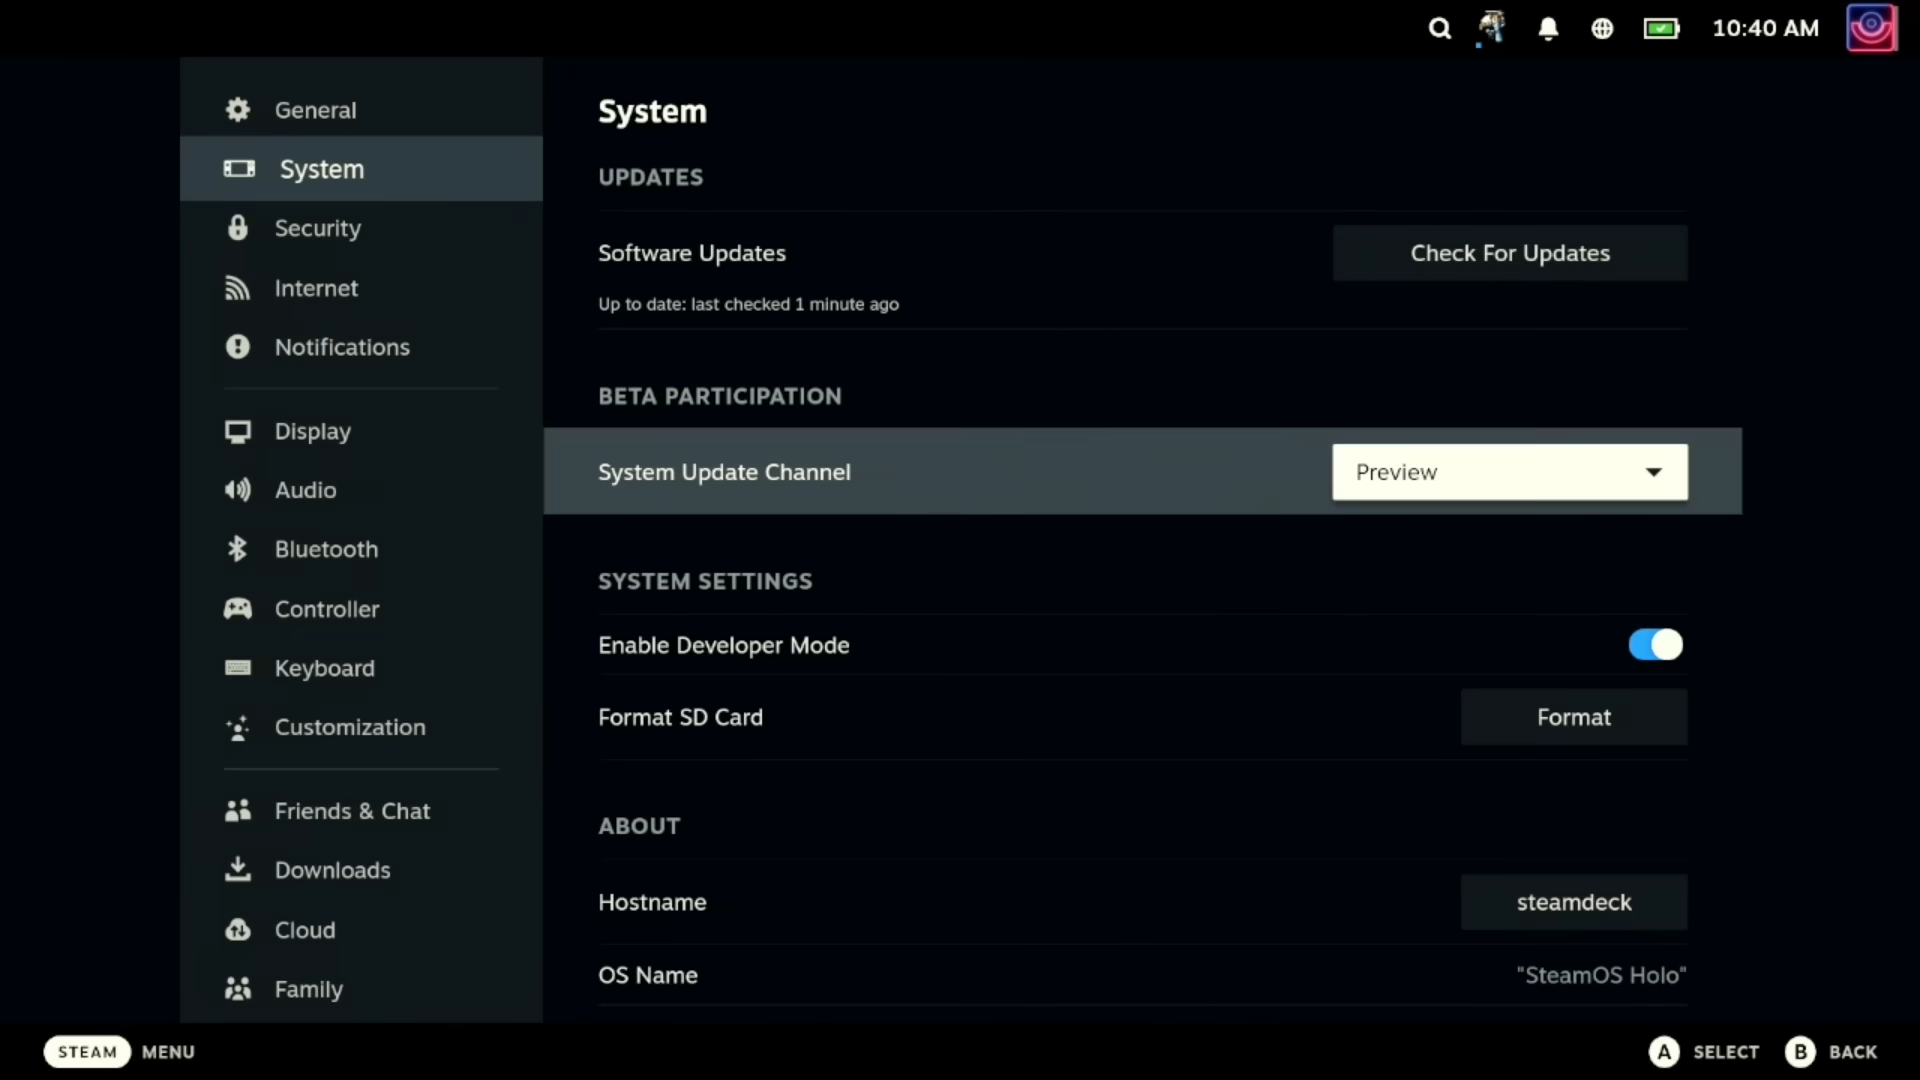 10:40 AM
General
System
Security
Internet
Notifications
Display
Audio
Bluetooth
Controller
Keyboard
Customization
Friends & Chat
Downloads
Cloud
Family
System
UPDATES
Software Updates
Check For Updates
Up to date: last checked 1 minute ago
BETA PARTICIPATION
System Update Channel
Preview
SYSTEM SETTINGS
Enable Developer Mode
Format SD Card
Format
ABOUT
Hostname
steamdeck
OS Name
"SteamOS Holo"
STEAM MENU
A SELECT B BACK